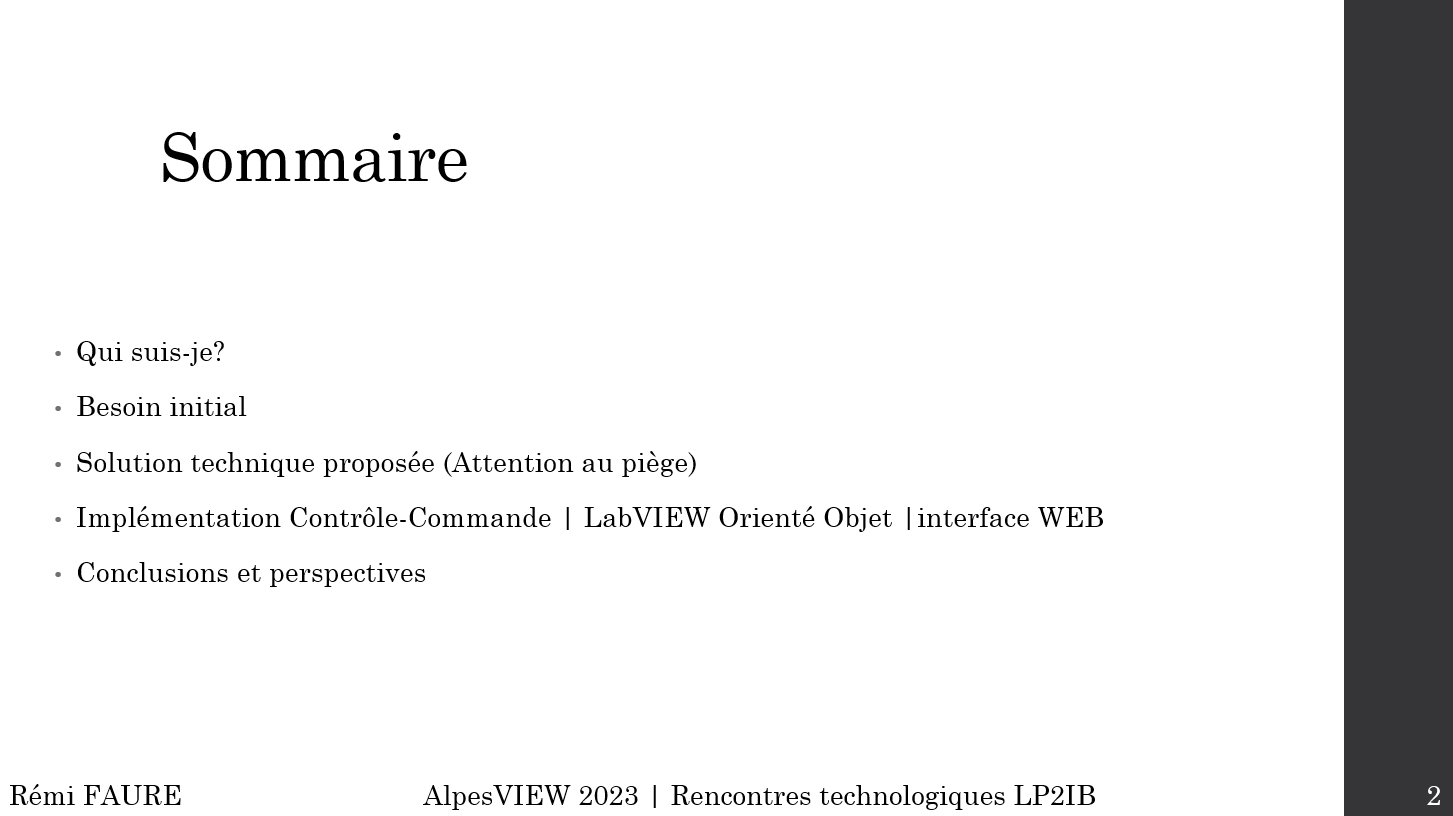 Sommaire
• Qui suis-je?
• Besoin initial
• Solution technique proposée (Attention au piège)
• Implémentation Contrôle-Commande | LabVIEW Orienté Objet |interface WEB
• Conclusions et perspectives
Rémi FAURE AlpesVIEW 2023 | Rencontres technologiques LP2IB 2